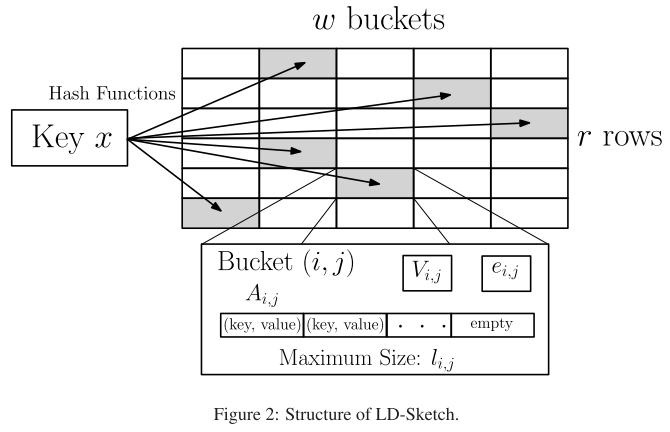 w buckets
Hash Functions
Key x
r rows
Bucket (i, j)
V_{i,j}
e_{i,j}
A_{i,j}
(key, value) (key, value) . . . empty
Maximum Size: l_{i,j}
Figure 2: Structure of LD-Sketch.